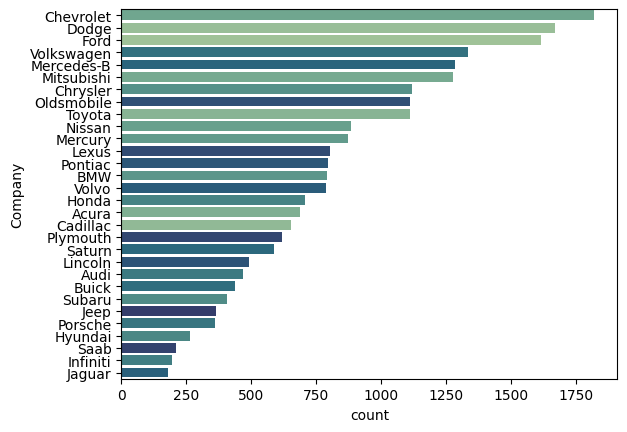 Chevrolet
Dodge
Ford
Volkswagen
Mercedes-B
Mitsubishi
Chrysler
Oldsmobile
Toyota
Nissan
Mercury
Lexus
Pontiac
BMW
Volvo
Honda
Acura
Cadillac
Plymouth
Saturn
Lincoln
Audi
Buick
Subaru
Jeep
Porsche
Hyundai
Saab
Infiniti
Jaguar
Company
0 250 500 750 1000 1250 1500 1750
count